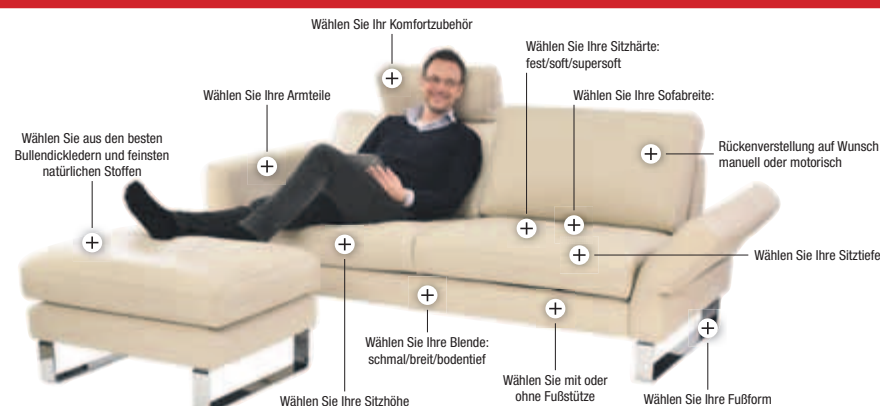 Wählen Sie Ihr Komfortzubehör
Wählen Sie Ihre Sitzhärte:
fest/soft/supersoft
Wählen Sie Ihre Armteile
Wählen Sie Ihre Sofabreite:
Wählen Sie aus den besten
Bullendickledern und feinsten
natürlichen Stoffen
Rückenverstellung auf Wunsch
manuell oder motorisch
Wählen Sie Ihre Sitztiefe
Wählen Sie Ihre Blende:
schmal/breit/bodentief
Wählen Sie mit oder
ohne Fußstütze
Wählen Sie Ihre Sitzhöhe
Wählen Sie Ihre Fußform